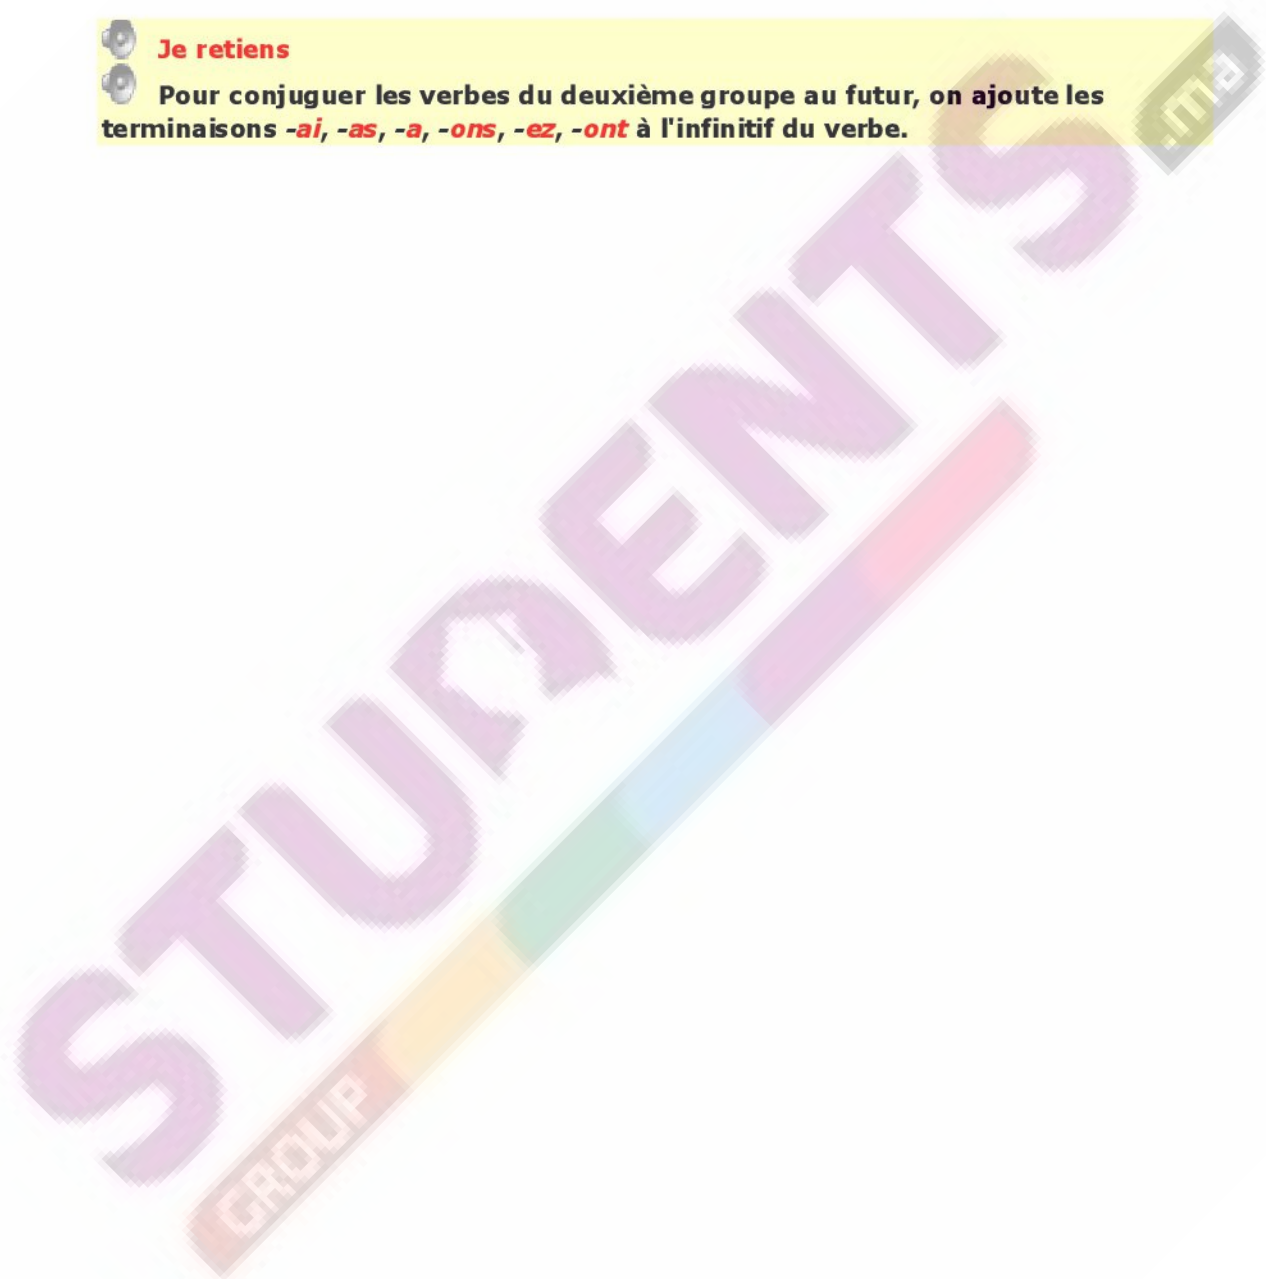 Je retiens
Pour conjuguer les verbes du deuxième groupe au futur, on ajoute les
terminaisons -ai, -as, -a, -ons, -ez, -ont à l'infinitif du verbe.
STUDENTS
.ma
GROUP